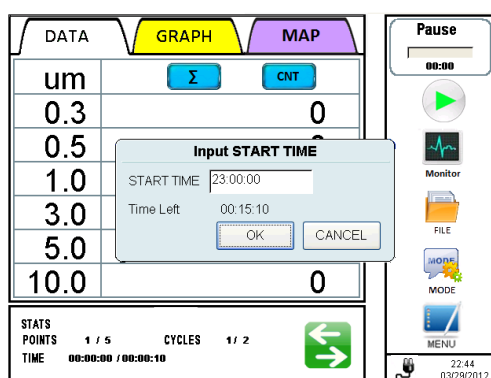 DATA GRAPH MAP
um Σ CNT
0.3 0
0.5
1.0
3.0
5.0
10.0 0
Input START TIME
START TIME 23:00:00
Time Left 00:15:10
OK CANCEL
STATS
POINTS 1 / 5 CYCLES 1/ 2
TIME 00:00:00 / 00:00:10
Pause
00:00
Monitor
FILE
MODE
MODE
MENU
22:44
03/29/2012